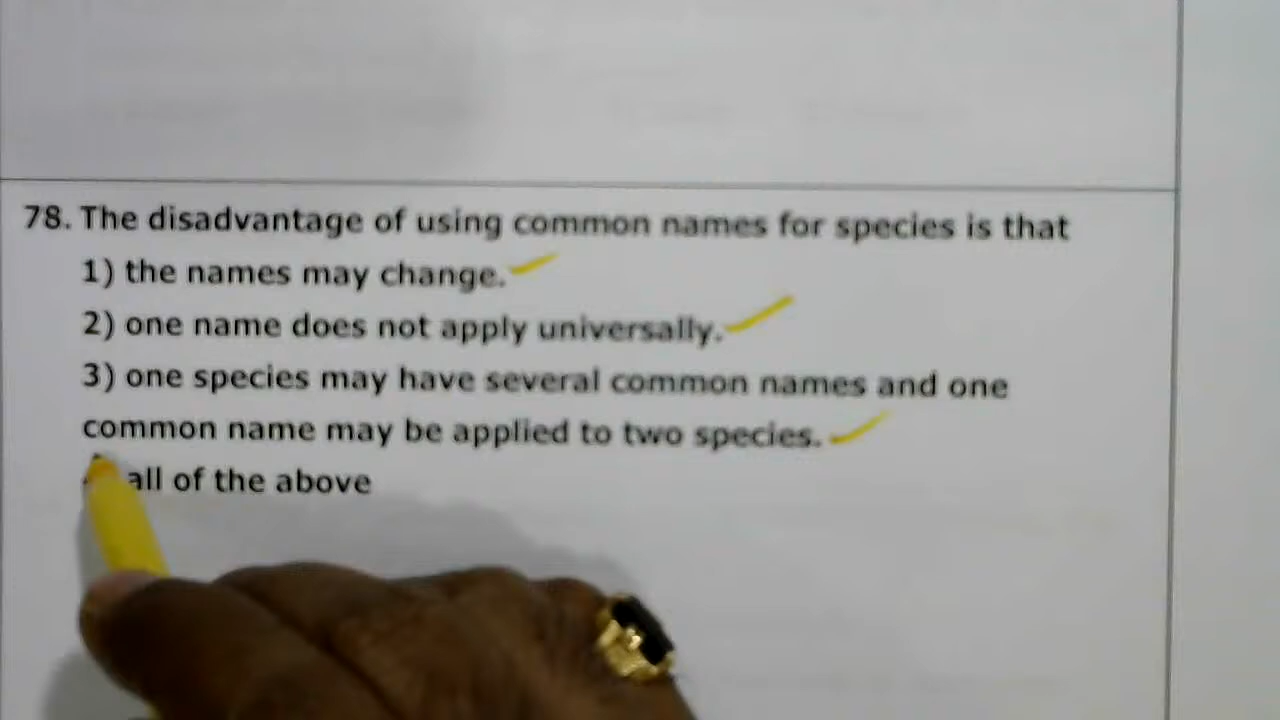 78. The disadvantage of using common names for species is that
1) the names may change.
2) one name does not apply universally.
3) one species may have several common names and one
common name may be applied to two species.
all of the above